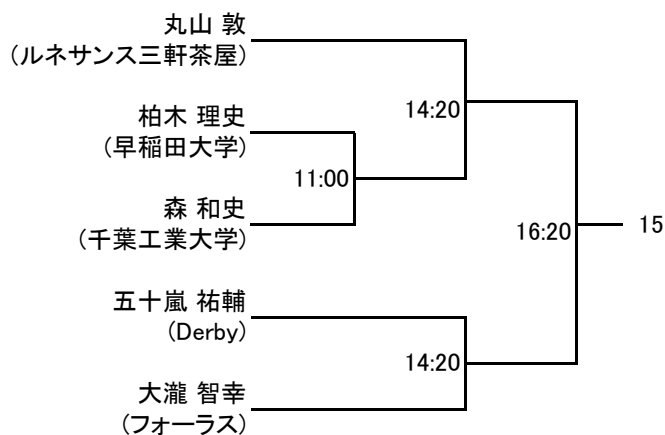 丸山 敦
(ルネサンス三軒茶屋)
14:20
柏木 理史
(早稲田大学)
11:00
森 和史
(千葉工業大学)
16:20
15
五十嵐 祐輔
(Derby)
14:20
大瀧 智幸
(フォーラス)